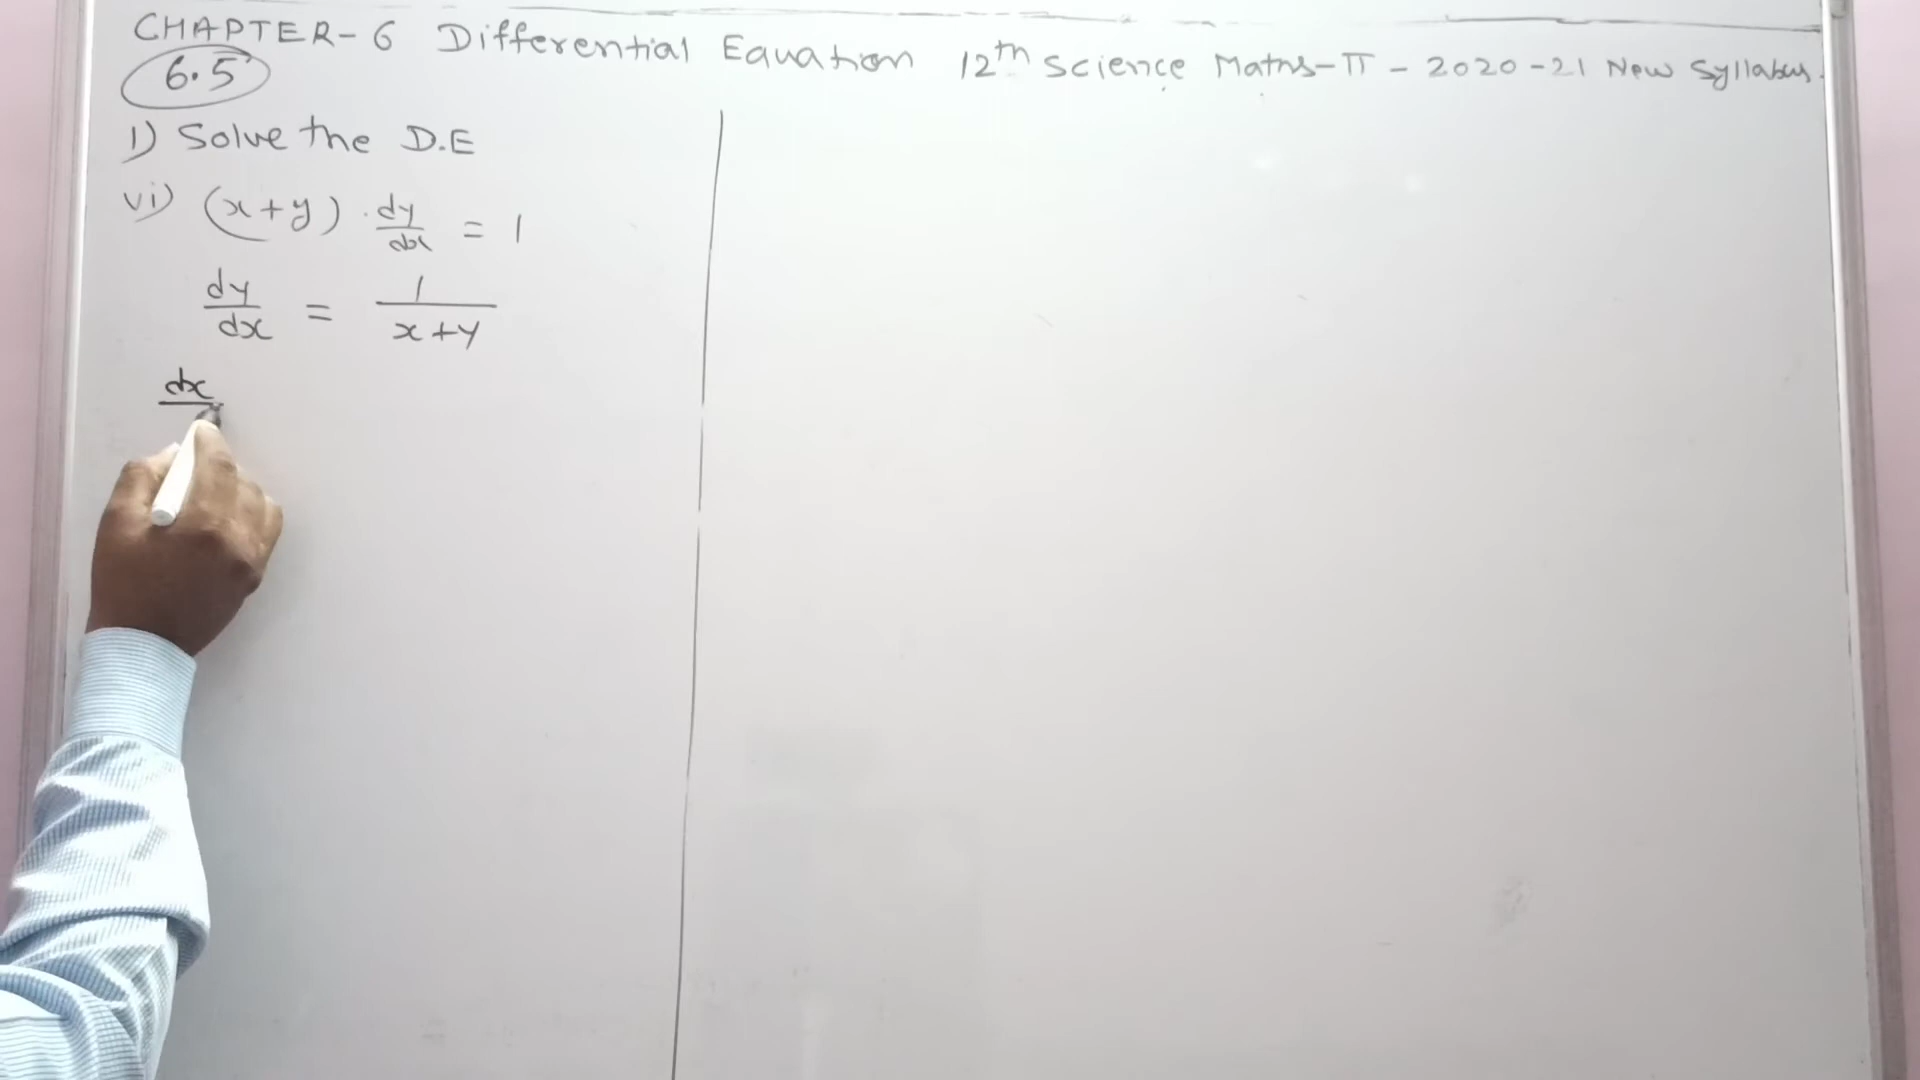 CHAPTER-6 Differential Equation 12th Science Maths-II - 2020-21 New Syllabus.
6.5
1) Solve the D.E
vi) (x+y) . dy/dx = 1
dy/dx = 1/x+y
dx